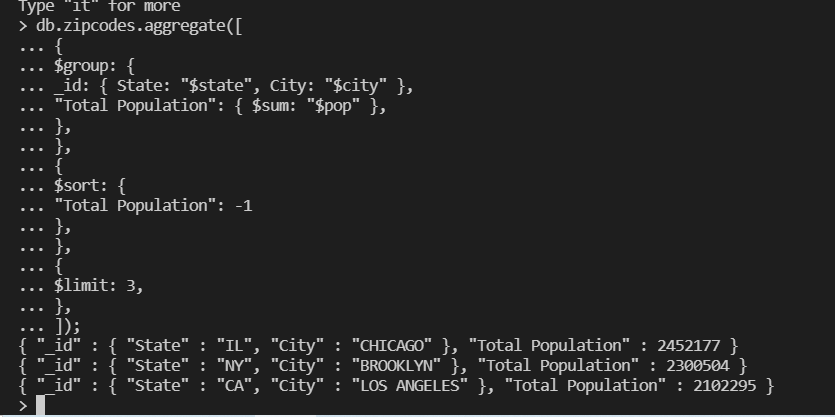 Type "it" for more
> db.zipcodes.aggregate([
... {
... $group: {
... _id: { State: "$state", City: "$city" },
... "Total Population": { $sum: "$pop" },
... },
... },
... {
... $sort: {
... "Total Population": -1
... },
... },
... {
... $limit: 3,
... },
... ]);
{ "_id" : { "State" : "IL", "City" : "CHICAGO" }, "Total Population" : 2452177 }
{ "_id" : { "State" : "NY", "City" : "BROOKLYN" }, "Total Population" : 2300504 }
{ "_id" : { "State" : "CA", "City" : "LOS ANGELES" }, "Total Population" : 2102295 }
>